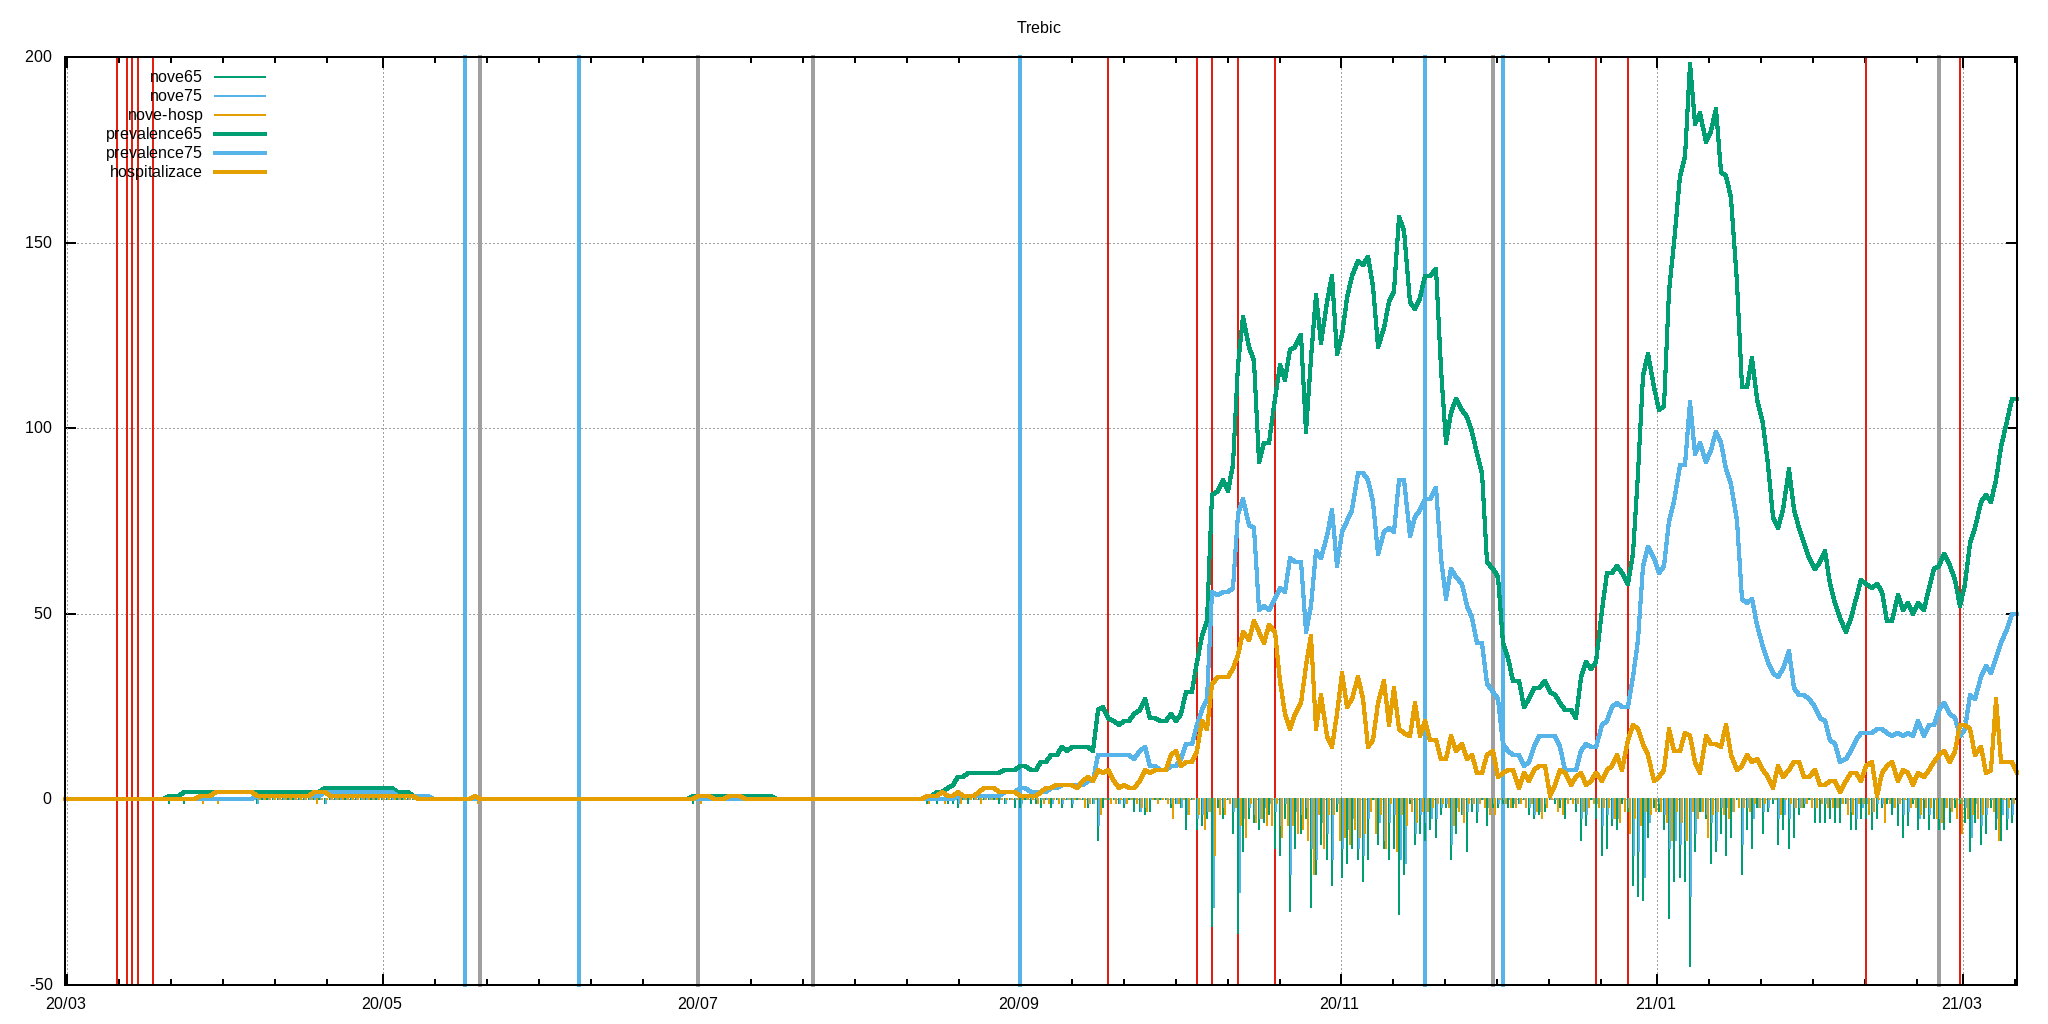 Trebic
200
nove65
nove75
nove-hosp
prevalence65
prevalence75
hospitalizace
150
100
50
0
-50
20/03 20/05 20/07 20/09 20/11 21/01 21/03